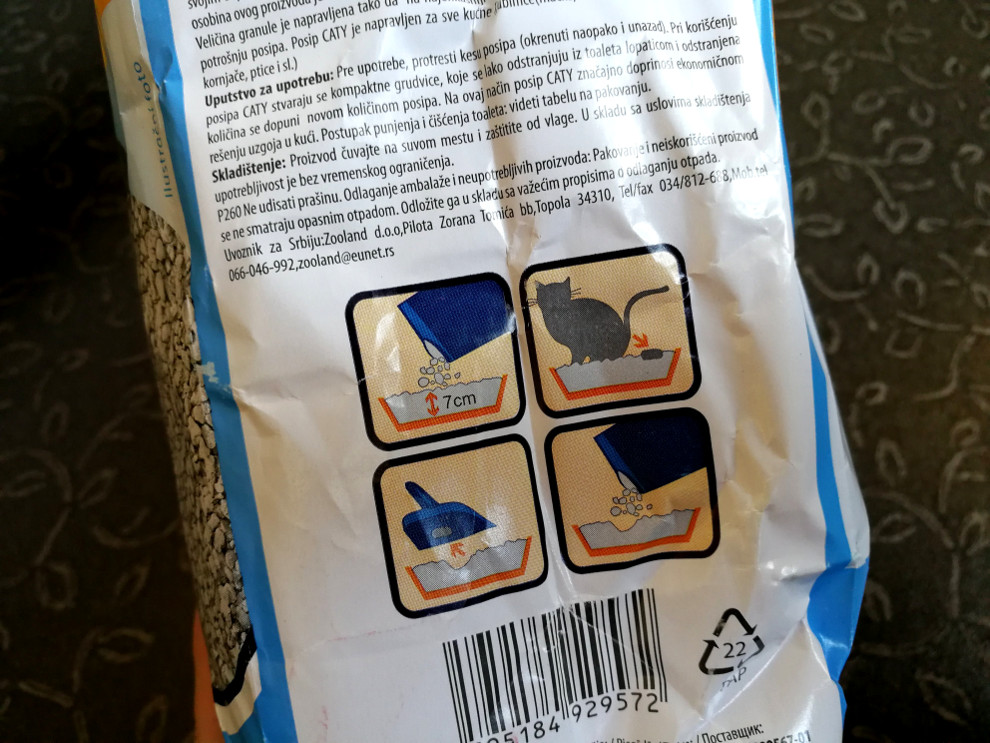 osobina ovog proizvoda je
Veličina granule je napravljena tako da
potrošnju posipa. Posip CATY je napravljen za sve kućne ljubimce
kornjače, ptice i sl.)
Uputstvo za upotrebu: Pre upotrebe, protresti kesu posipa (okrenuti naopako i unazad). Pri korišćenju
posipa CATY stvaraju se kompaktne grudvice, koje se lako odstranjuju iz toaleta lopaticom i odstranjena
količina se dopuni novom količinom posipa. Na ovaj način posip CATY značajno doprinosi ekonomičnom
rešenju uzgoja u kući. Postupak punjenja i čišćenja toaleta: videti tabelu na pakovanju.
Skladištenje: Proizvod čuvajte na suvom mestu i zaštitite od vlage. U skladu sa uslovima skladištenja
upotrebljivost je bez vremenskog ograničenja.
P260 Ne udisati prašinu. Odlaganje ambalaže i neupotrebljivih proizvoda: Pakovanje i neiskorišćeni proizvod
se ne smatraju opasnim otpadom. Odložite ga u skladu sa važećim propisima o odlaganju otpada.
Uvoznik za Srbiju:Zooland d.o.o,Pilota Zorana Tomića bb,Topola 34310, Tel/fax 034/812-688,Mob.tel
066-046-992,zooland@eunet.rs
Ilustražní foto
7cm
22
PAP
5184 929572
/ Поставщик: